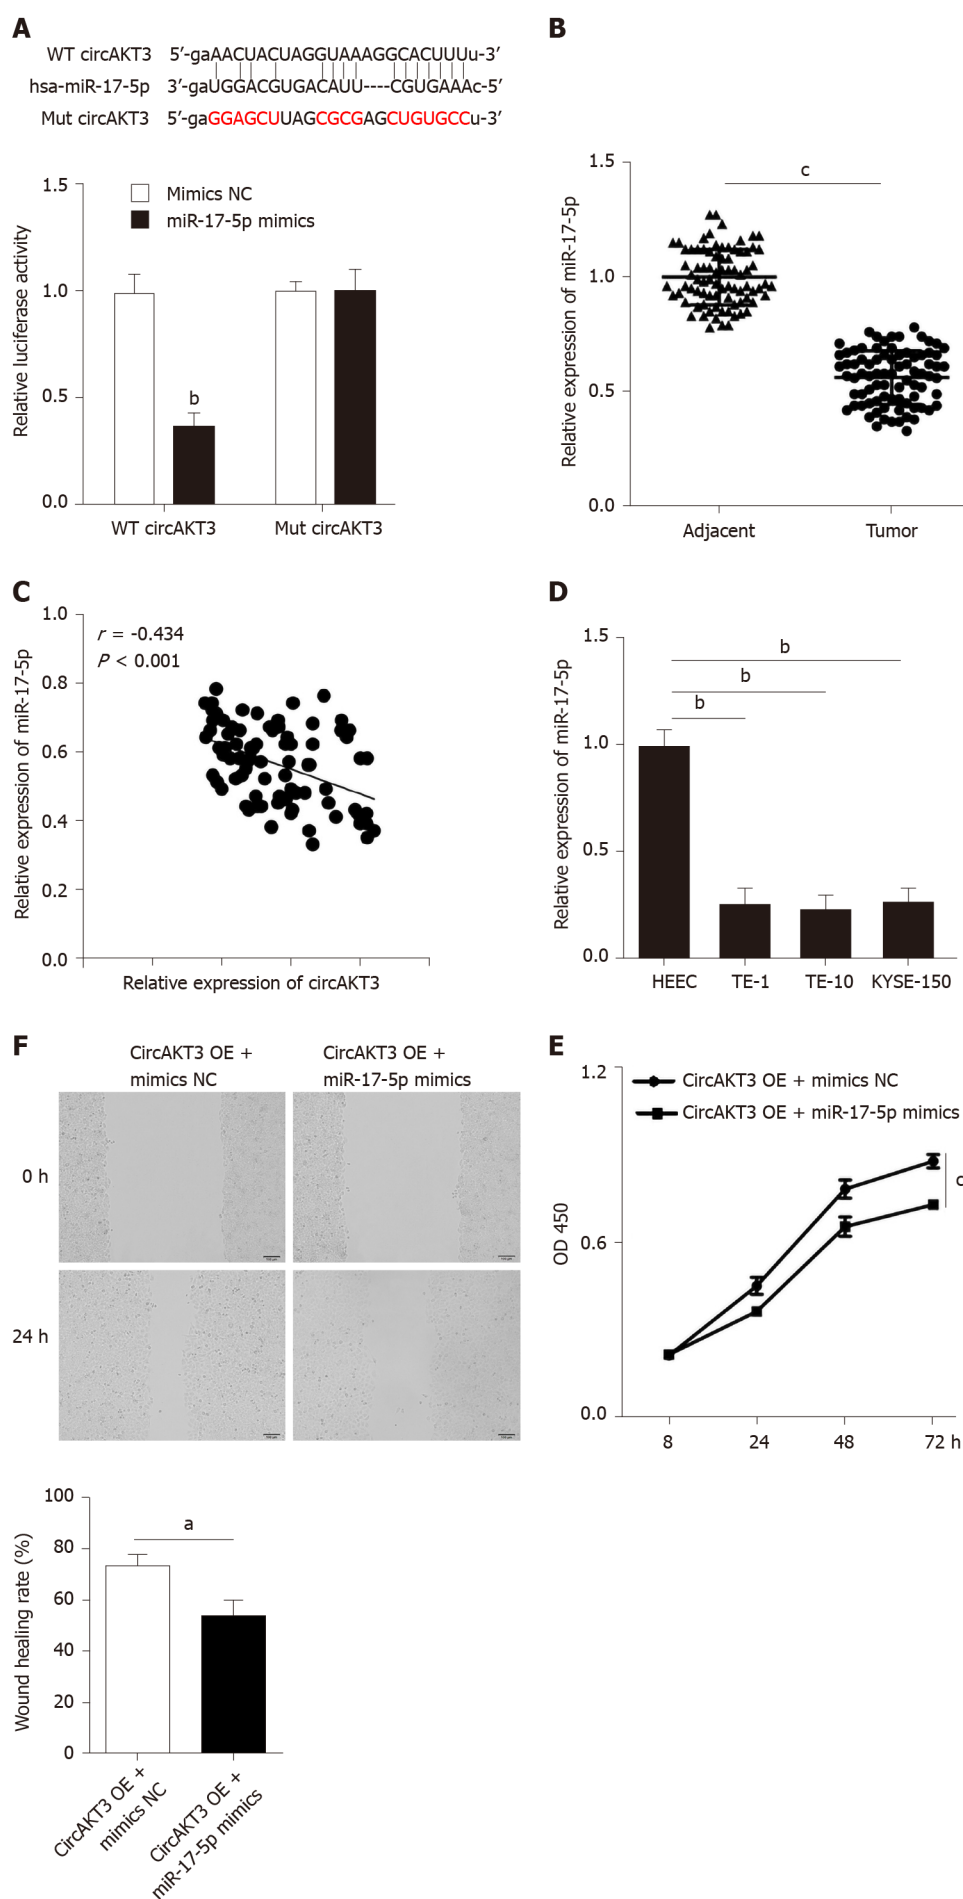 A
WT circAKT3 5′-gaAACUACUAGGUAAAGGCACUUUu-3′
hsa-miR-17-5p 3′-gaUGGACGUGACAUU----CGUGAAAc-5′
Mut circAKT3 5′-gaGGAGCUUAGCGCGAGCUGUGCCu-3′
Mimics NC
miR-17-5p mimics
Relative luciferase activity
1.5
1.0
0.5
0.0
b
WT circAKT3
Mut circAKT3
B
Relative expression of miR-17-5p
1.5
1.0
0.5
0.0
c
Adjacent
Tumor
C
Relative expression of miR-17-5p
1.0
0.8
0.6
0.4
0.2
0.0
r = -0.434
P < 0.001
Relative expression of circAKT3
D
Relative expression of miR-17-5p
1.5
1.0
0.5
0.0
b
b
b
HEEC
TE-1
TE-10
KYSE-150
F
CircAKT3 OE +
mimics NC
CircAKT3 OE +
miR-17-5p mimics
0 h
24 h
Wound healing rate (%)
100
80
60
40
20
0
a
CircAKT3 OE +
mimics NC
CircAKT3 OE +
miR-17-5p mimics
E
CircAKT3 OE + mimics NC
CircAKT3 OE + miR-17-5p mimics
OD 450
1.2
0.6
0.0
8
24
48
72 h